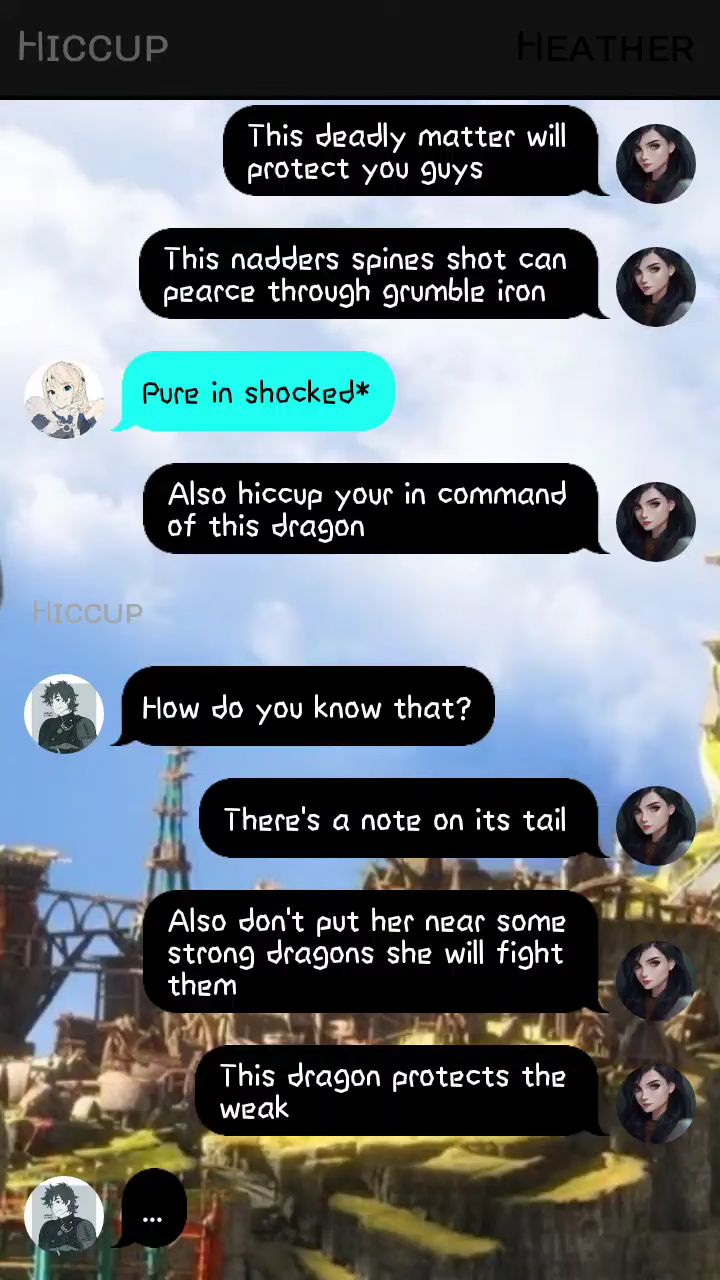 HICCUP
HEATHER
This deadly matter will
protect you guys
This nadders spines shot can
pearce through grumble iron
Pure in shocked*
Also hiccup your in command
of this dragon
HICCUP
How do you know that?
There's a note on its tail
Also don't put her near some
strong dragons she will fight
them
This dragon protects the
weak
...